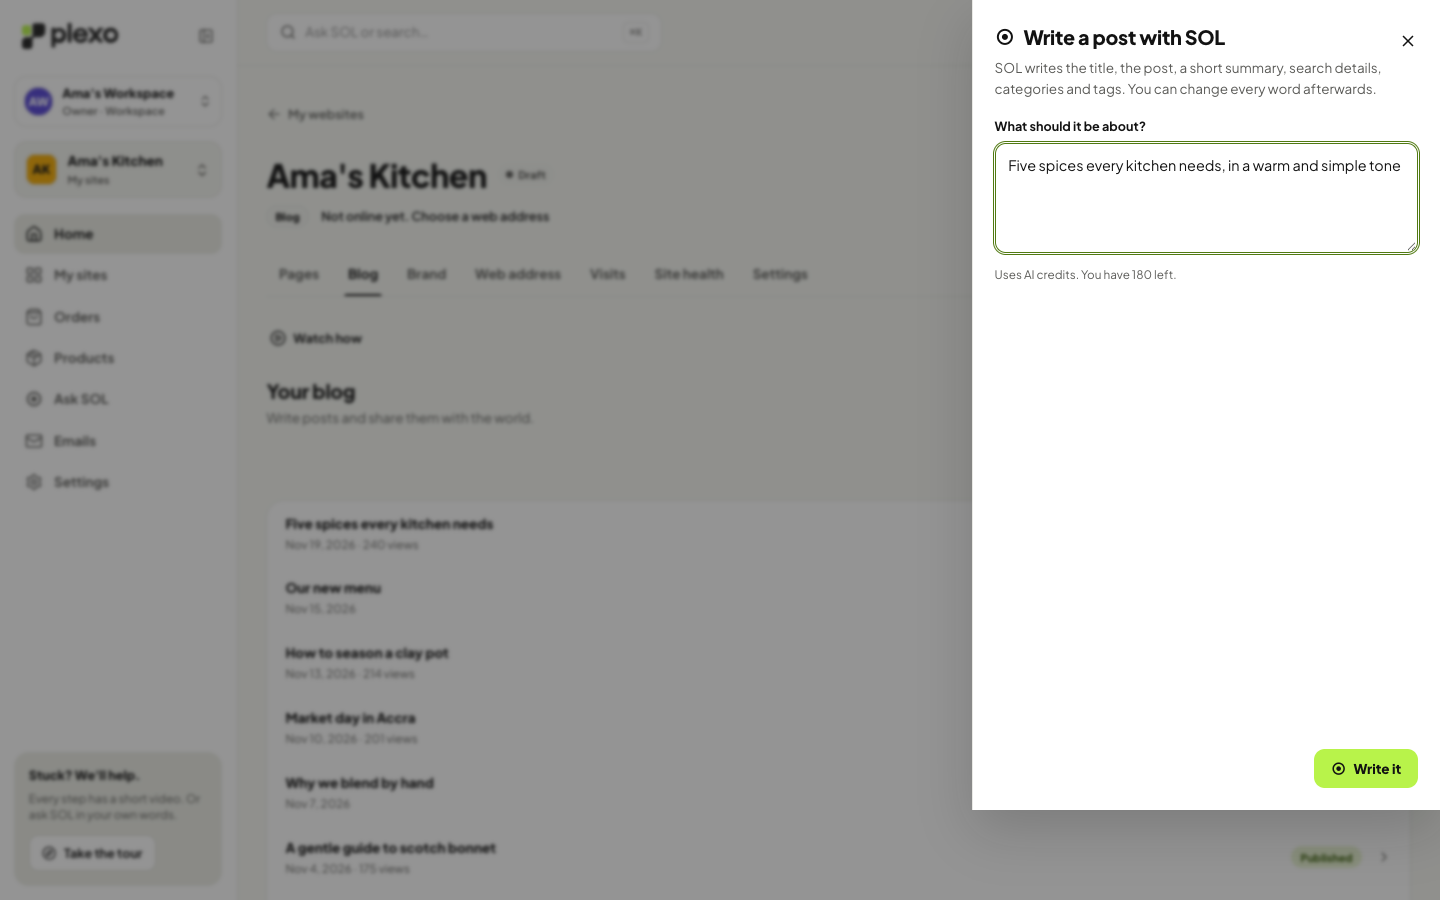 plexo
Ask SOL or search...
AW
Ama's Workspace
Owner · Workspace
AK
Ama's Kitchen
My sites
Home
My sites
Orders
Products
Ask SOL
Emails
Settings
Stuck? We'll help.
Every step has a short video. Or
ask SOL in your own words.
Take the tour
My websites
Ama's Kitchen
Draft
Blog
Not online yet. Choose a web address
Pages
Blog
Brand
Web address
Visits
Site health
Settings
Watch how
Your blog
Write posts and share them with the world.
Five spices every kitchen needs
Nov 19, 2026 · 240 views
Our new menu
Nov 15, 2026
How to season a clay pot
Nov 13, 2026 · 214 views
Market day in Accra
Nov 10, 2026 · 201 views
Why we blend by hand
Nov 7, 2026
A gentle guide to scotch bonnet
Nov 4, 2026 · 175 views
Published
Write a post with SOL
SOL writes the title, the post, a short summary, search details,
categories and tags. You can change every word afterwards.
What should it be about?
Five spices every kitchen needs, in a warm and simple tone
Uses AI credits. You have 180 left.
Write it